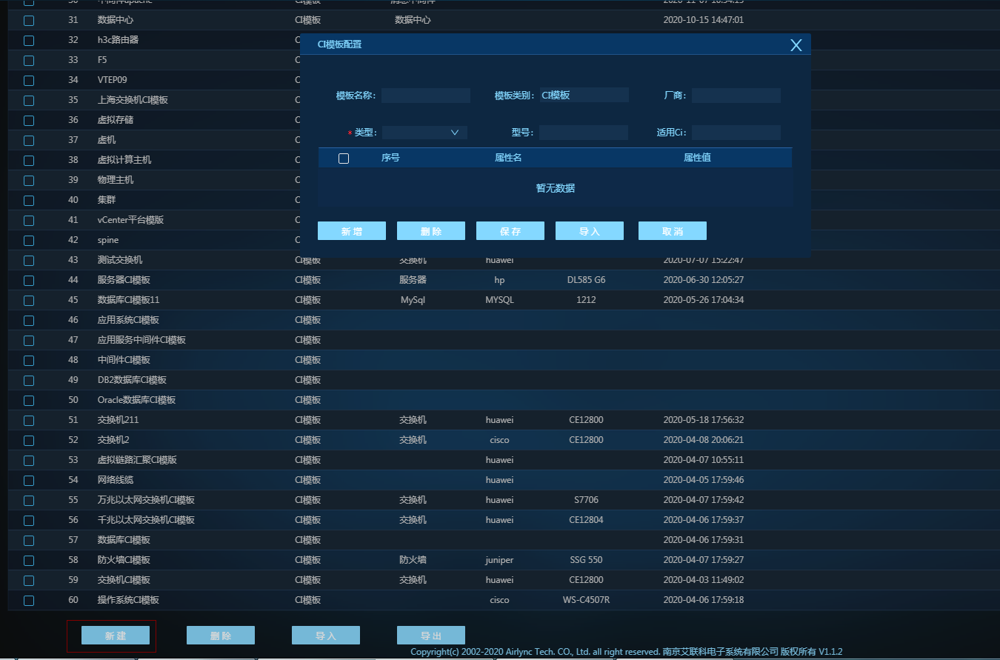 31 数据中心 CI模板 数据中心 2020-10-15 14:47:01
32 h3c路由器
CI模板配置 X
33 F5
34 VTEP09
35 上海交换机CI模板
模板名称： 模板类别： CI模板 厂商：
36 虚拟存储
37 虚机
* 类型： 型号： 适用Ci：
38 虚拟计算主机
序号 属性名 属性值
39 物理主机
暂无数据
40 集群
41 vCenter平台模版
42 spine
新增 删除 保存 导入 取消
43 测试交换机 CI模板 交换机 huawei 2020-07-07 15:22:47
44 服务器CI模板 CI模板 服务器 hp DL585 G6 2020-06-30 12:05:27
45 数据库CI模板11 CI模板 MySql MYSQL 1212 2020-05-26 17:04:34
46 应用系统CI模板 CI模板
47 应用服务中间件CI模板 CI模板
48 中间件CI模板 CI模板
49 DB2数据库CI模板 CI模板
50 Oracle数据库CI模板 CI模板
51 交换机211 CI模板 交换机 huawei CE12800 2020-05-18 17:56:32
52 交换机2 CI模板 交换机 cisco CE12800 2020-04-08 20:06:21
53 虚拟链路汇聚CI模版 CI模板 huawei 2020-04-07 10:55:11
54 网络线缆 CI模板 huawei 2020-04-05 17:59:46
55 万兆以太网交换机CI模板 CI模板 交换机 huawei S7706 2020-04-07 17:59:42
56 千兆以太网交换机CI模板 CI模板 交换机 huawei CE12804 2020-04-06 17:59:37
57 数据库CI模板 CI模板 2020-04-06 17:59:31
58 防火墙CI模板 CI模板 防火墙 juniper SSG 550 2020-04-07 17:59:27
59 交换机CI模板 CI模板 交换机 huawei CE12800 2020-04-03 11:49:02
60 操作系统CI模板 CI模板 cisco WS-C4507R 2020-04-06 17:59:18
新建 删除 导入 导出
Copyright(c) 2002-2020 Airlync Tech. CO., Ltd. all right reserved. 南京艾联科电子系统有限公司 版权所有 V1.1.2